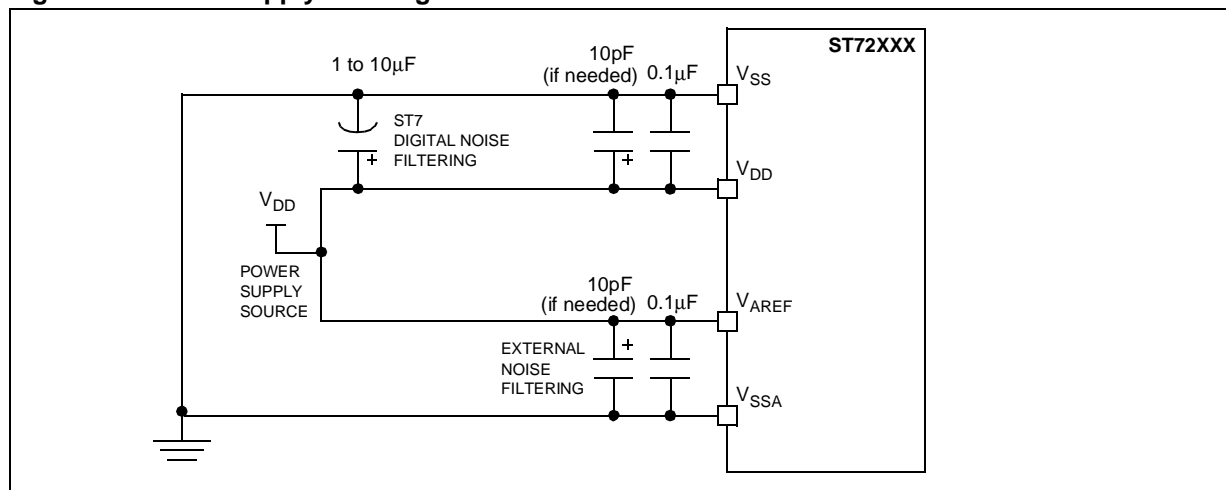 ST72XXX
10pF
(if needed)
0.1μF
1 to 10μF
VSS
ST7
DIGITAL NOISE
FILTERING
+
+
VDD
VDD
POWER
SUPPLY
SOURCE
10pF
(if needed)
0.1μF
VAREF
+
EXTERNAL
NOISE
FILTERING
VSSA